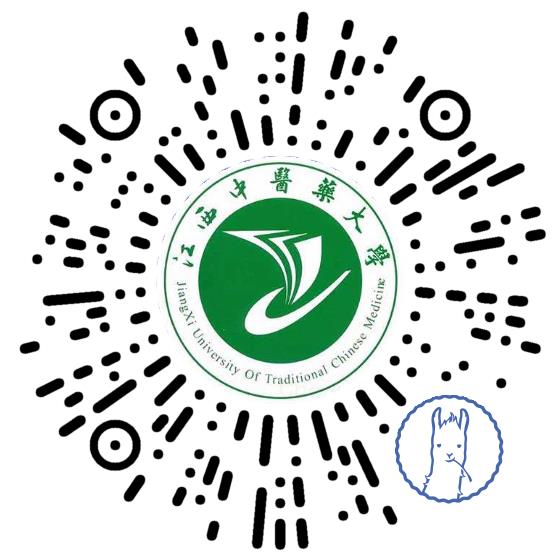 江西中醫藥大學
JiangXi University Of Traditional Chinese Medicine